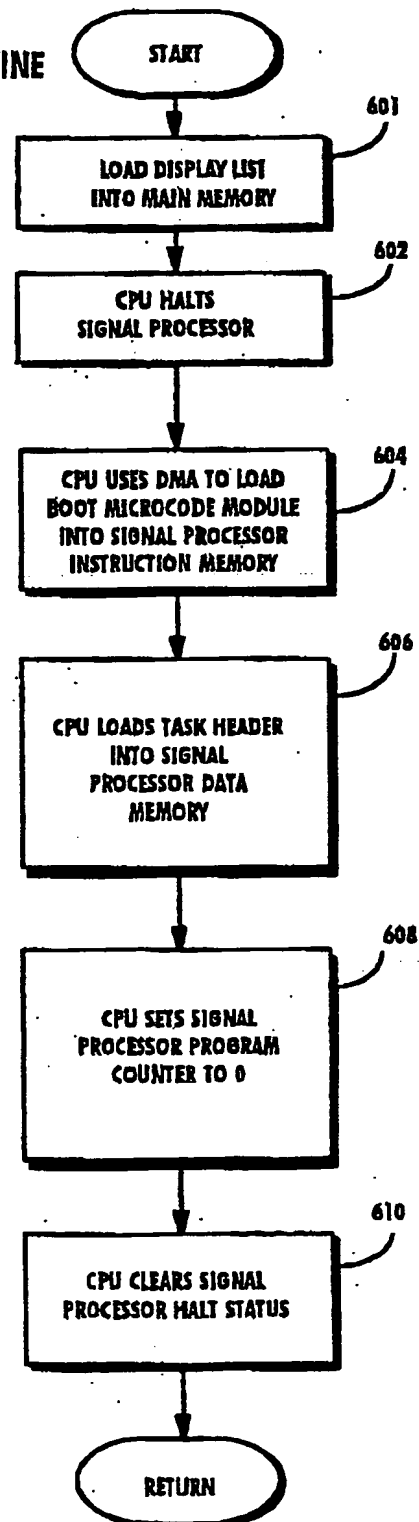 INE
START
601
LOAD DISPLAY LIST
INTO MAIN MEMORY
602
CPU HALTS
SIGNAL PROCESSOR
604
CPU USES DMA TO LOAD
BOOT MICROCODE MODULE
INTO SIGNAL PROCESSOR
INSTRUCTION MEMORY
606
CPU LOADS TASK HEADER
INTO SIGNAL
PROCESSOR DATA
MEMORY
608
CPU SETS SIGNAL
PROCESSOR PROGRAM
COUNTER TO 0
610
CPU CLEARS SIGNAL
PROCESSOR HALT STATUS
RETURN